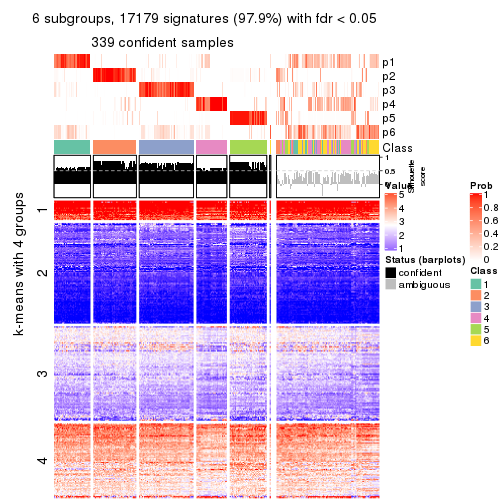 6 subgroups, 17179 signatures (97.9%) with fdr < 0.05
339 confident samples
p1
p2
p3
p4
p5
p6
Class
1
0.5
0
Silhouette
score
k-means with 4 groups
1
2
3
4
Value
5
4
3
2
1
Status (barplots)
confident
ambiguous
Prob
1
0.8
0.6
0.4
0.2
0
Class
1
2
3
4
5
6